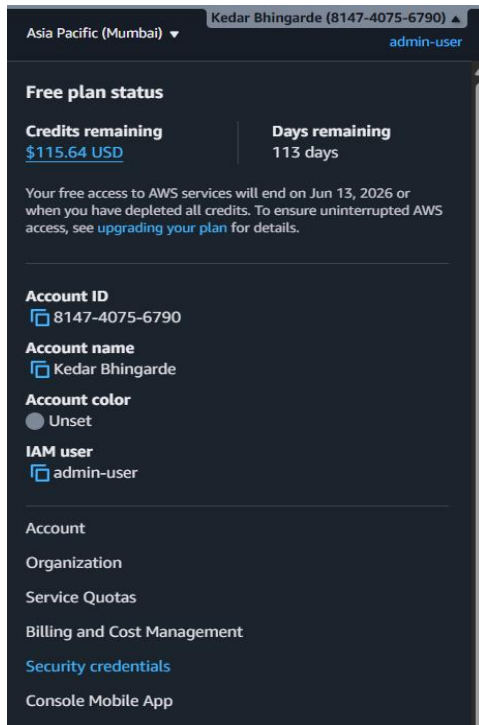 Asia Pacific (Mumbai) ▼
Kedar Bhingarde (8147-4075-6790) ▲
admin-user
Free plan status
Credits remaining
$115.64 USD
Days remaining
113 days
Your free access to AWS services will end on Jun 13, 2026 or
when you have depleted all credits. To ensure uninterrupted AWS
access, see upgrading your plan for details.
Account ID
8147-4075-6790
Account name
Kedar Bhingarde
Account color
Unset
IAM user
admin-user
Account
Organization
Service Quotas
Billing and Cost Management
Security credentials
Console Mobile App